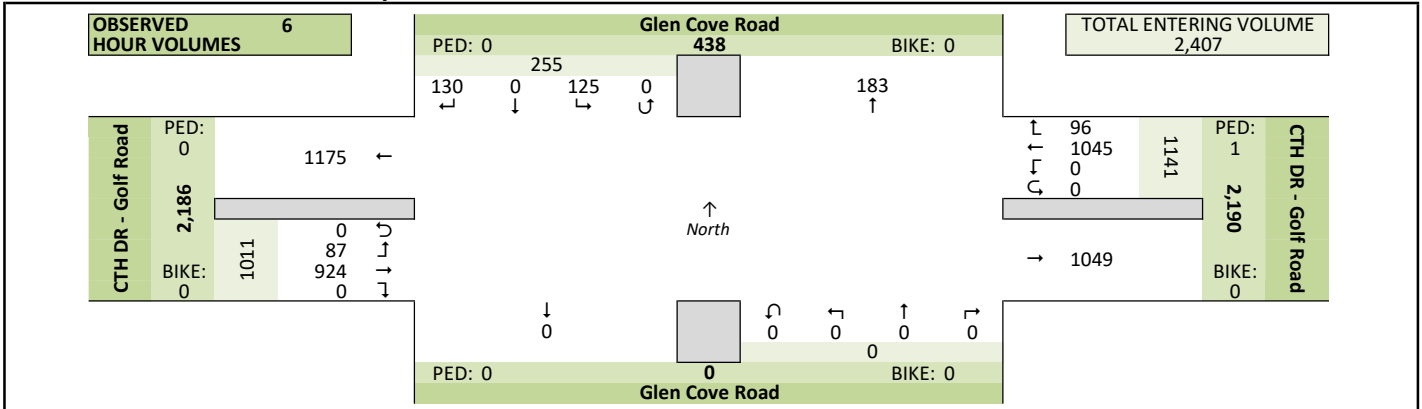 OBSERVED 6
HOUR VOLUMES
Glen Cove Road
PED: 0 438 BIKE: 0
TOTAL ENTERING VOLUME
2,407
255
130 0 125 0
↵ ↓ ↳ ↺
183
↑
CTH DR - Golf Road
2,186
PED:
0
BIKE:
0
1175 ←
1011
0 ⮌
87 ↰
924 →
0 ↴
↑
North
↱ 96
← 1045
↲ 0
⮎ 0
1141
→ 1049
PED:
1
2,190
BIKE:
0
CTH DR - Golf Road
↓
0
⮏ ↰ ↑ ↱
0 0 0 0
0
PED: 0 0 BIKE: 0
Glen Cove Road